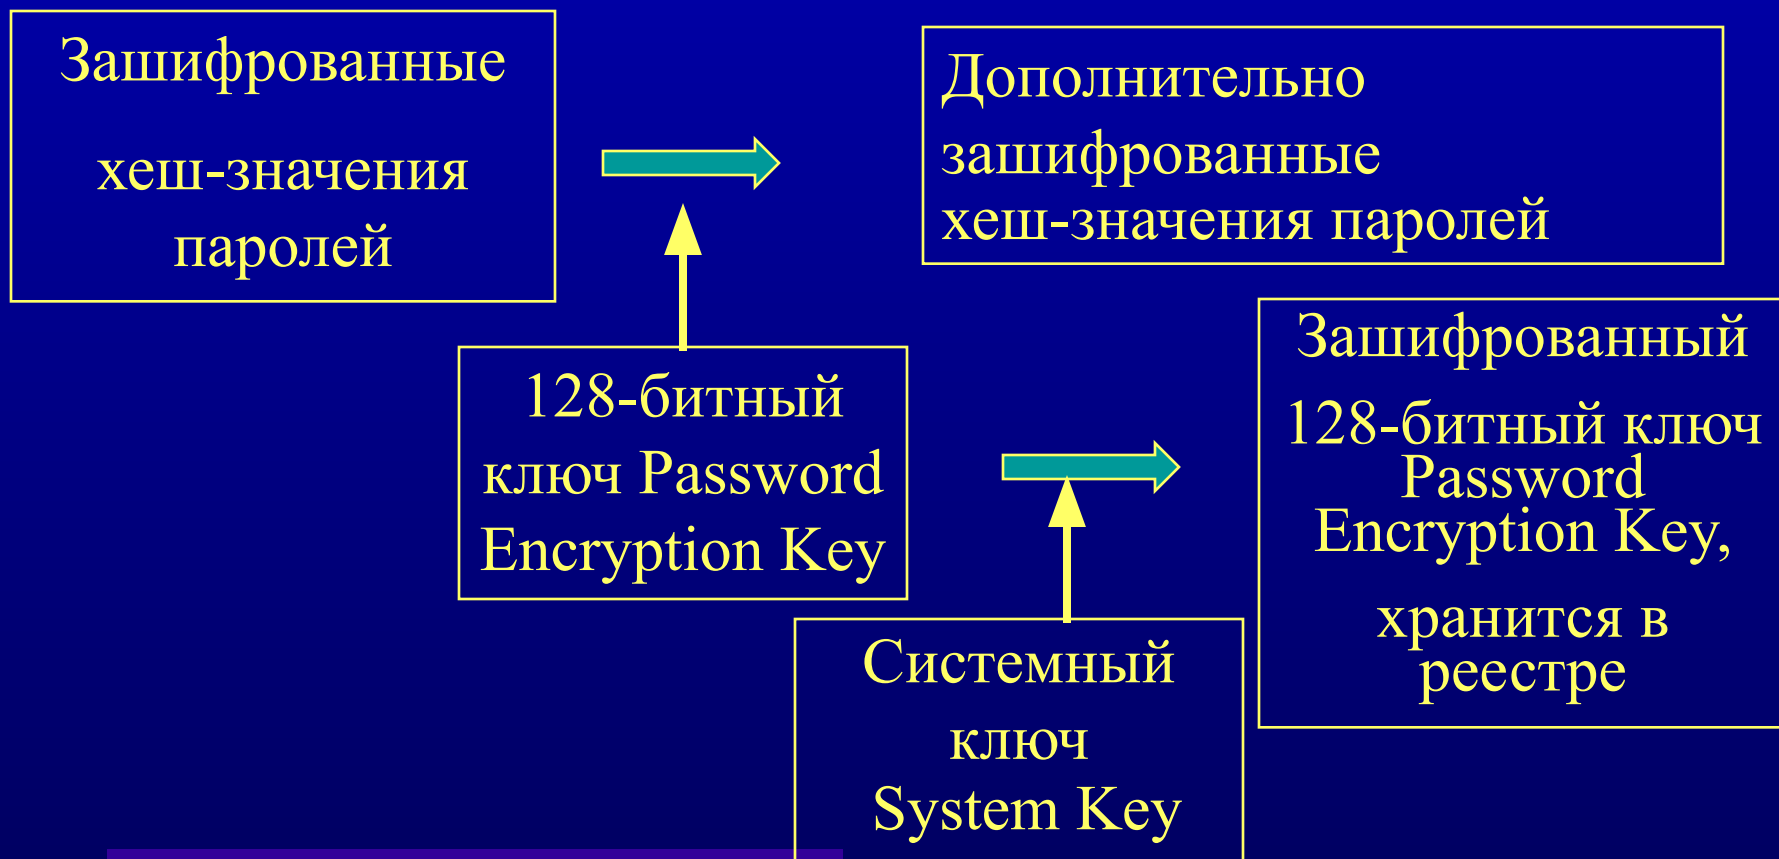 Зашифрованные
хеш-значения
паролей
Дополнительно
зашифрованные
хеш-значения паролей
128-битный
ключ Password
Encryption Key
Зашифрованный
128-битный ключ
Password
Encryption Key,
хранится в
реестре
Системный
ключ
System Key